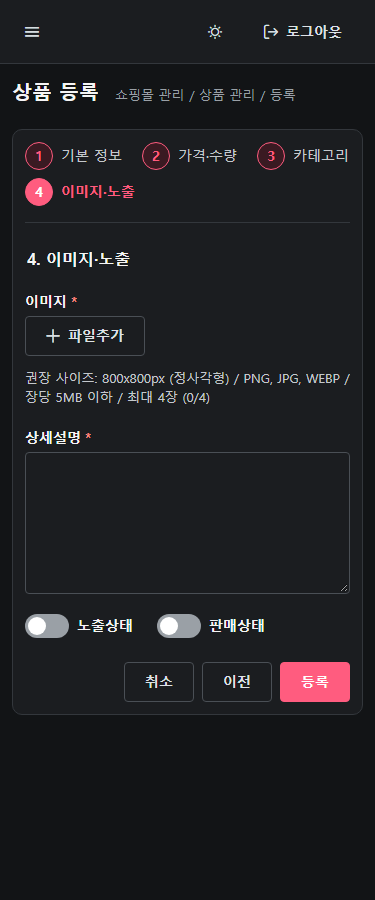 로그아웃
상품 등록 쇼핑몰 관리 / 상품 관리 / 등록
1 기본 정보 2 가격·수량 3 카테고리
4 이미지·노출
4. 이미지·노출
이미지 *
파일추가
권장 사이즈: 800x800px (정사각형) / PNG, JPG, WEBP /
장당 5MB 이하 / 최대 4장 (0/4)
상세설명 *
노출상태 판매상태
취소 이전 등록